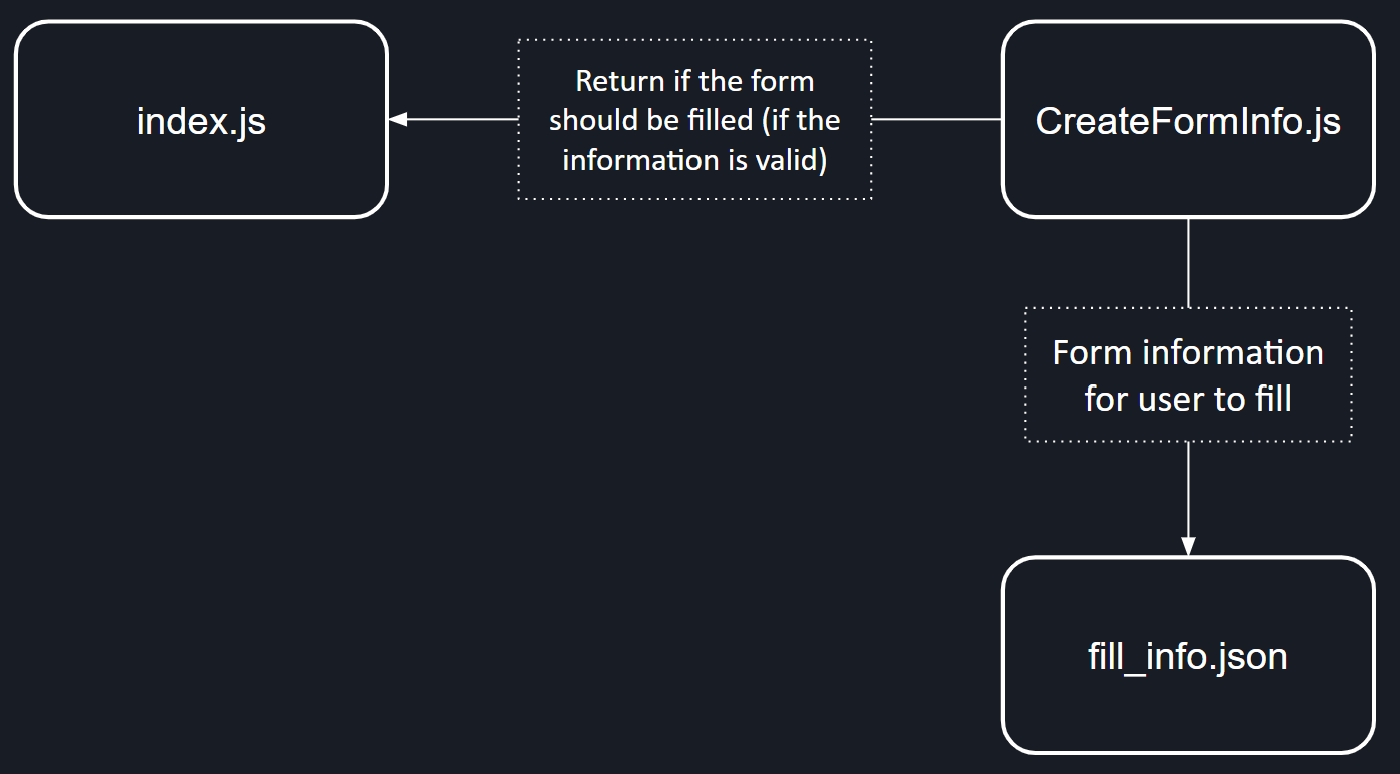 index.js
Return if the form
should be filled (if the
information is valid)
CreateFormInfo.js
Form information
for user to fill
fill_info.json